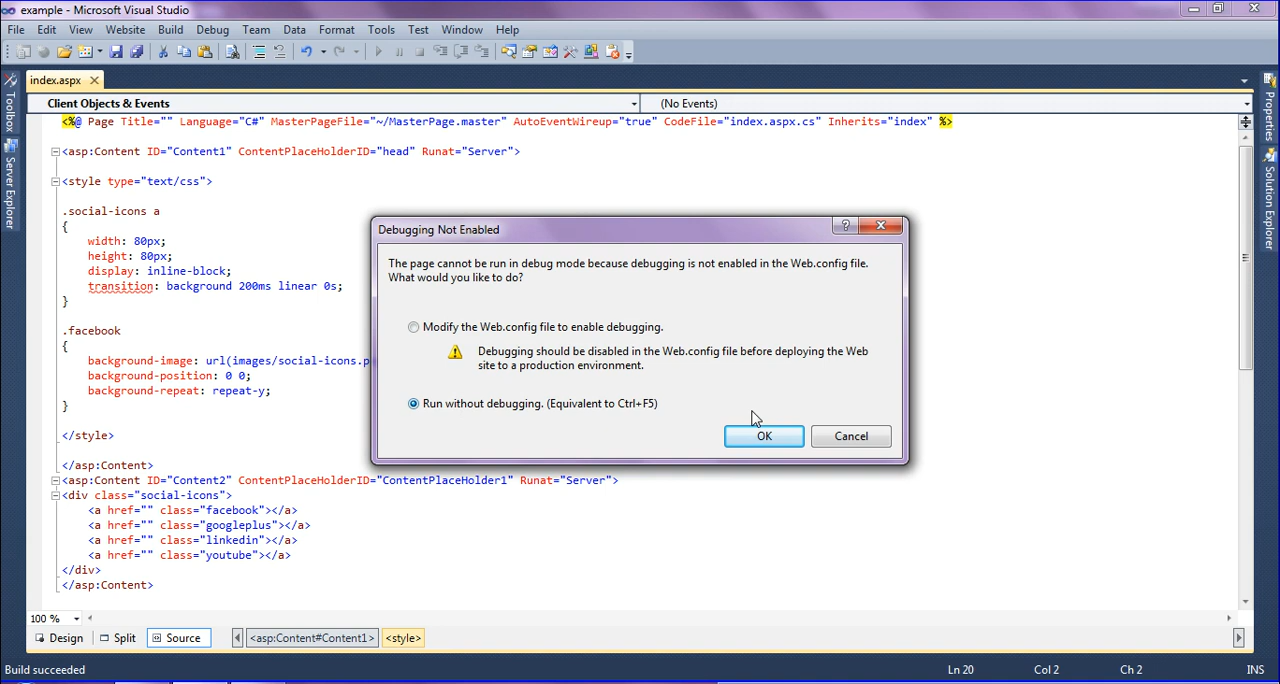 example - Microsoft Visual Studio
File Edit View Website Build Debug Team Data Format Tools Test Window Help
index.aspx
Toolbox
Server Explorer
Properties
Solution Explorer
Client Objects & Events
(No Events)
<%@ Page Title="" Language="C#" MasterPageFile="~/MasterPage.master" AutoEventWireup="true" CodeFile="index.aspx.cs" Inherits="index" %>
<asp:Content ID="Content1" ContentPlaceHolderID="head" Runat="Server">
<style type="text/css">
.social-icons a
{
width: 80px;
height: 80px;
display: inline-block;
transition: background 200ms linear 0s;
}
.facebook
{
background-image: url(images/social-icons.p
background-position: 0 0;
background-repeat: repeat-y;
}
</style>
</asp:Content>
<asp:Content ID="Content2" ContentPlaceHolderID="ContentPlaceHolder1" Runat="Server">
<div class="social-icons">
<a href="" class="facebook"></a>
<a href="" class="googleplus"></a>
<a href="" class="linkedin"></a>
<a href="" class="youtube"></a>
</div>
</asp:Content>
Debugging Not Enabled
?
The page cannot be run in debug mode because debugging is not enabled in the Web.config file.
What would you like to do?
Modify the Web.config file to enable debugging.
Debugging should be disabled in the Web.config file before deploying the Web
site to a production environment.
Run without debugging. (Equivalent to Ctrl+F5)
OK
Cancel
100 %
Design Split Source <asp:Content#Content1> <style>
Build succeeded Ln 20 Col 2 Ch 2 INS